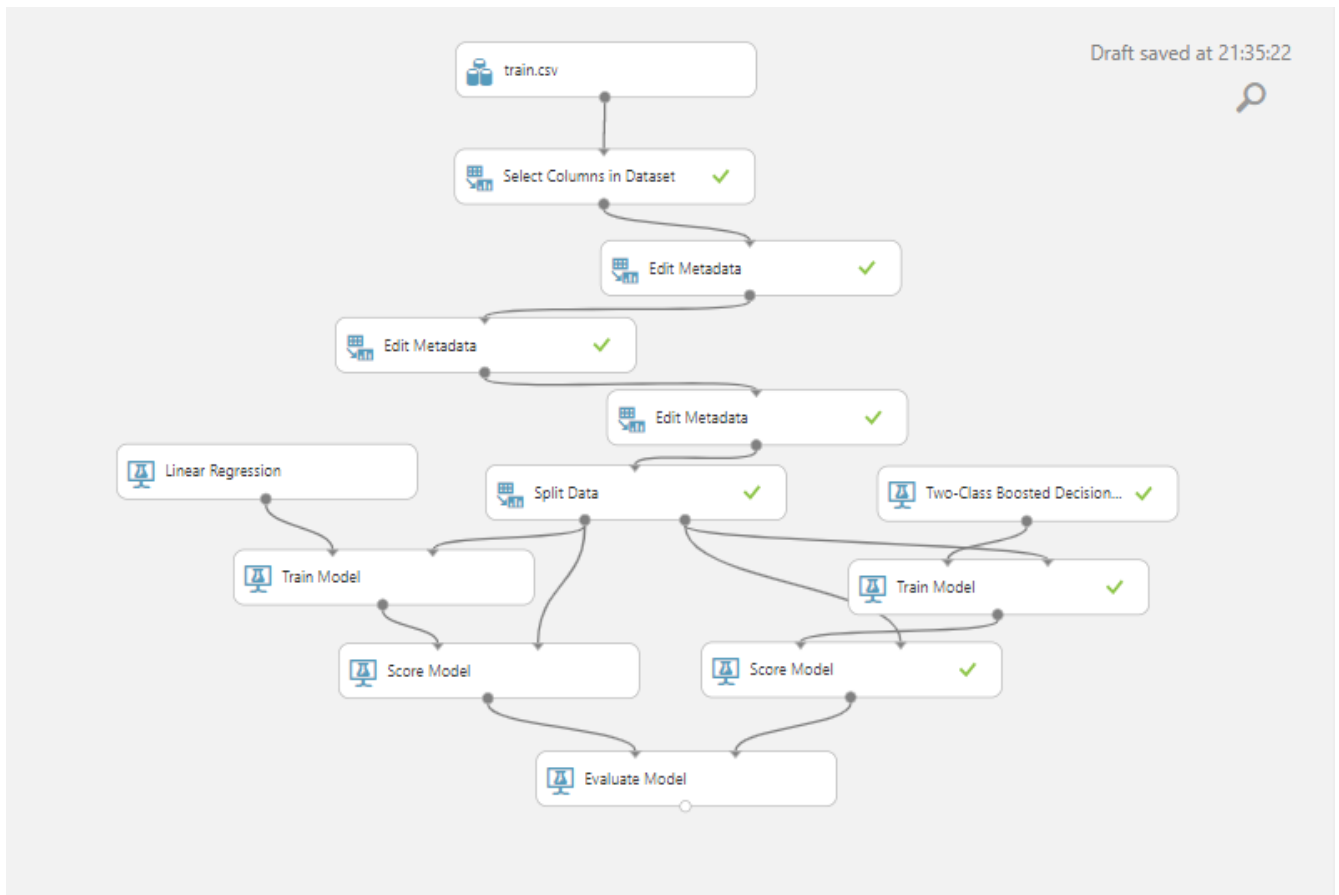 Draft saved at 21:35:22
train.csv
Select Columns in Dataset
Edit Metadata
Edit Metadata
Edit Metadata
Linear Regression
Split Data
Two-Class Boosted Decision...
Train Model
Train Model
Score Model
Score Model
Evaluate Model